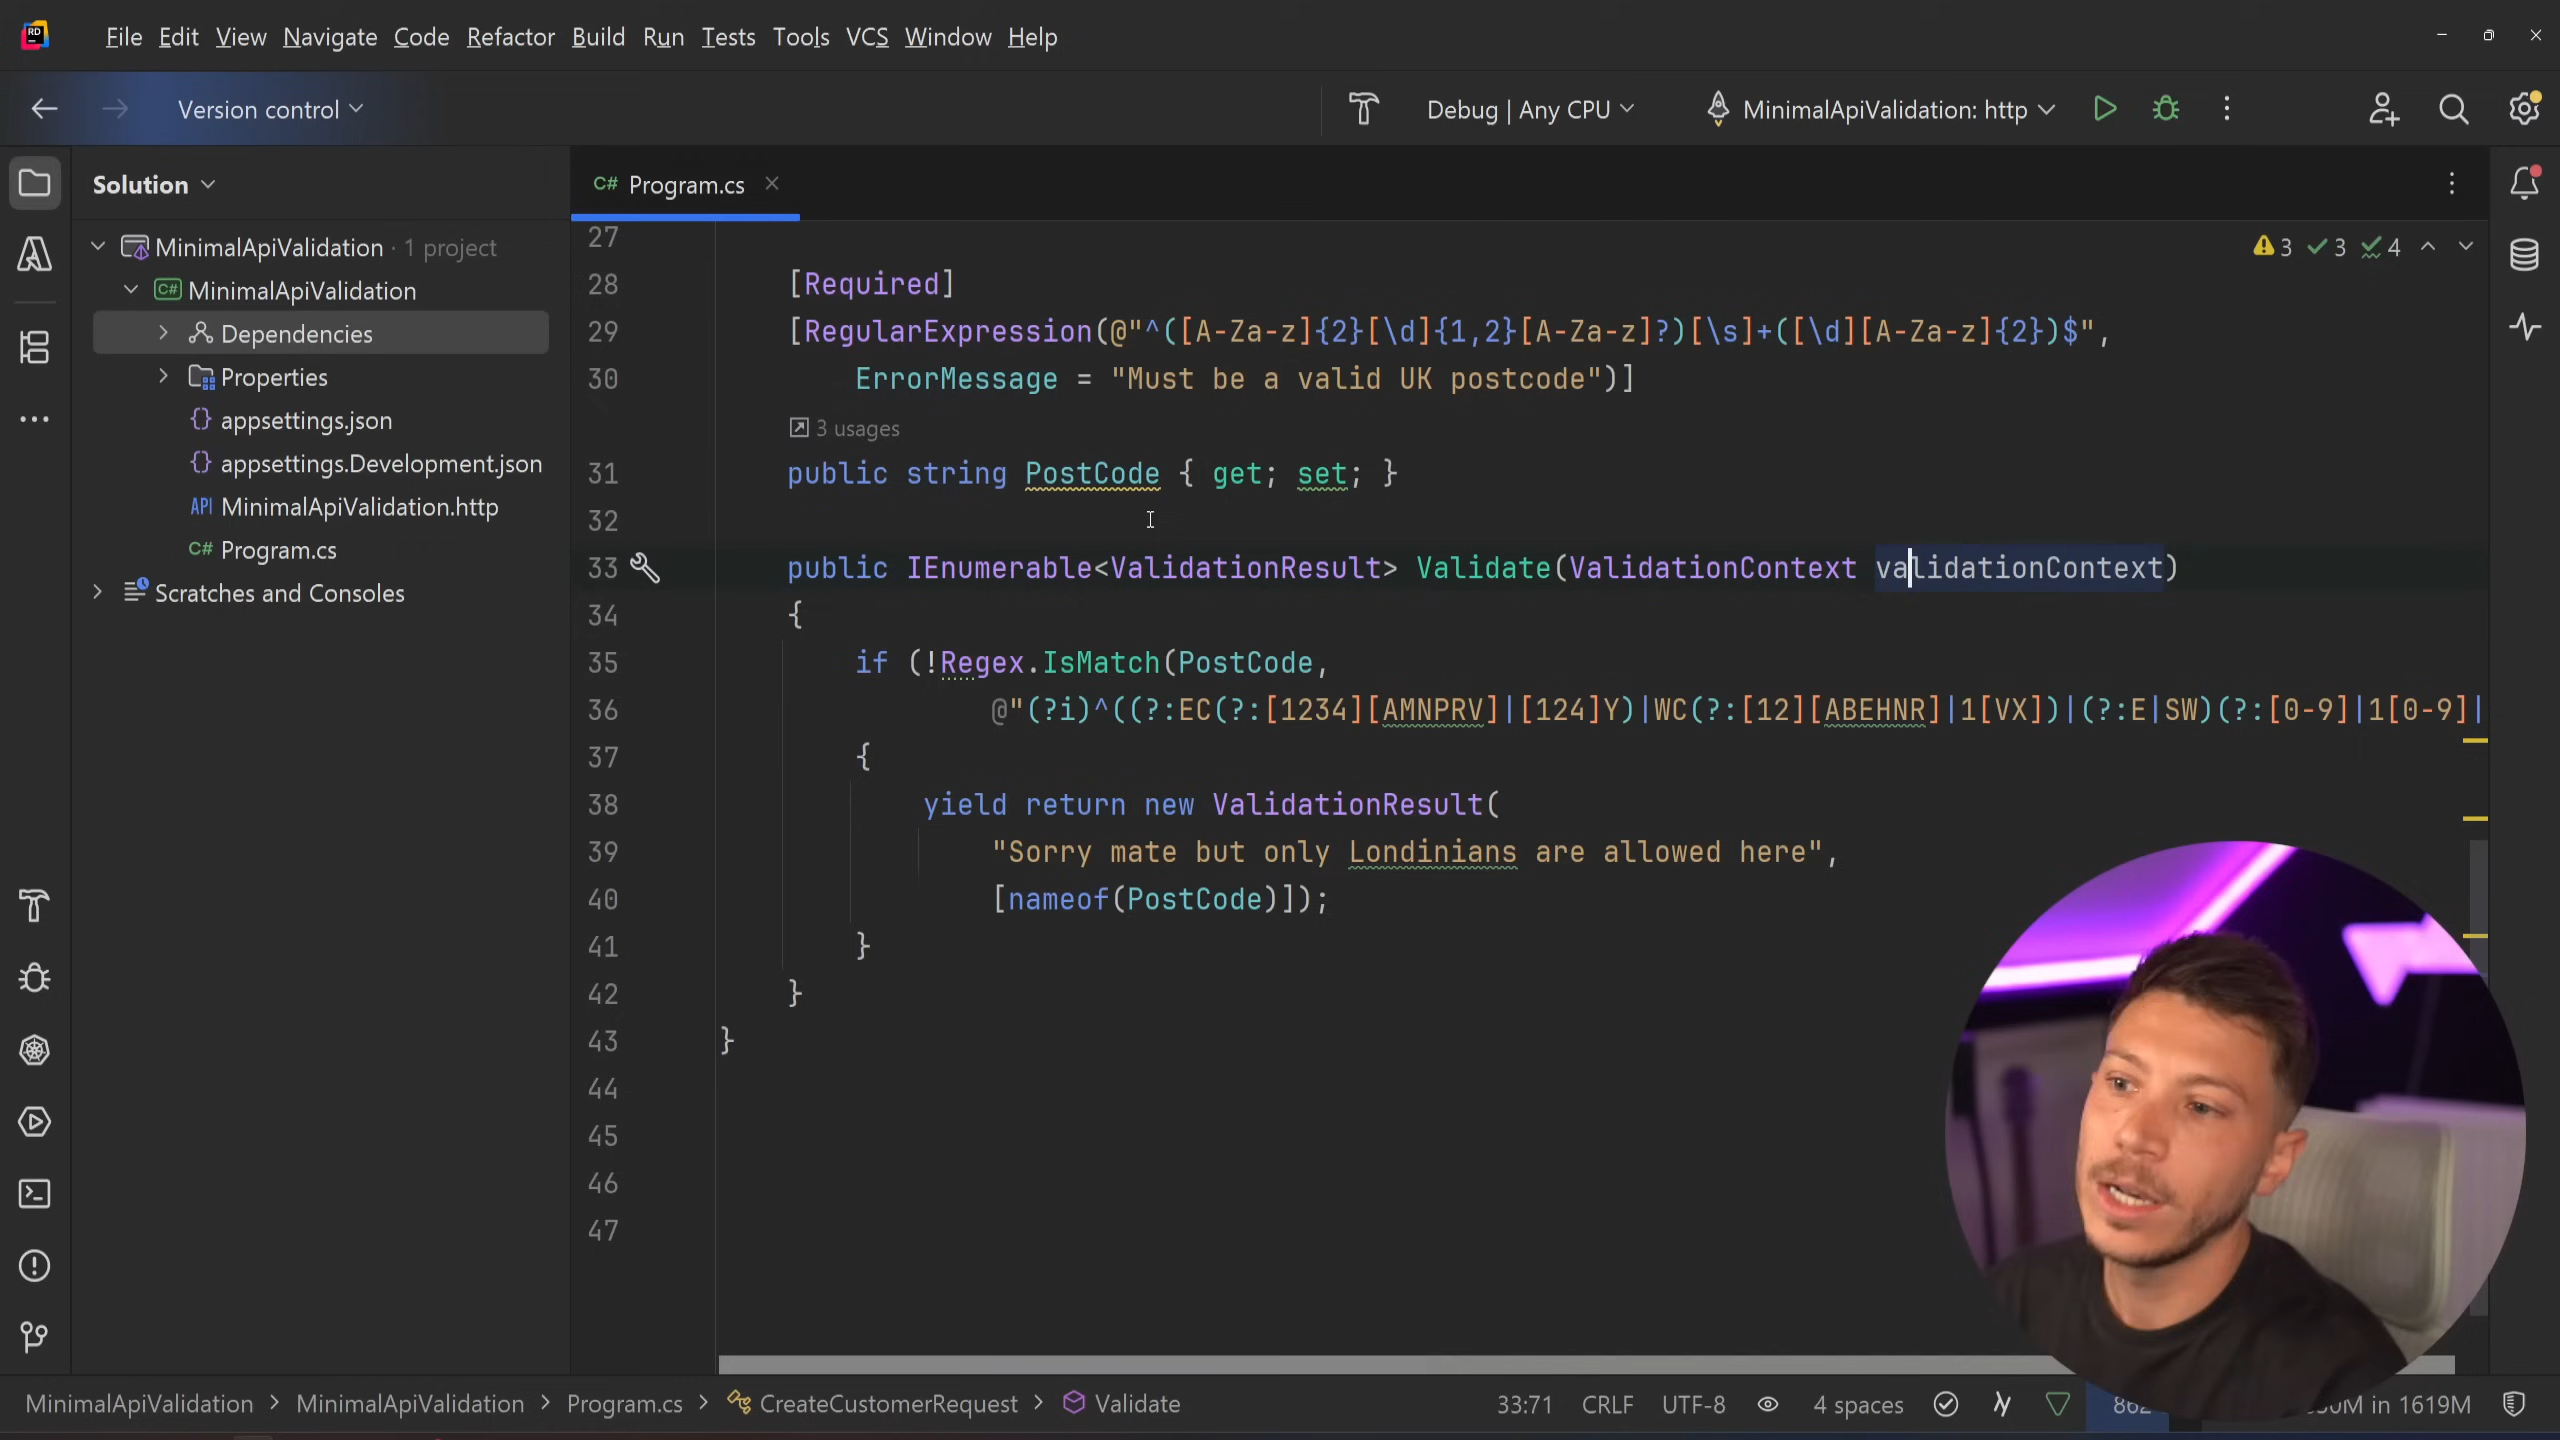 RD
File Edit View Navigate Code Refactor Build Run Tests Tools VCS Window Help
Version control
Debug | Any CPU
MinimalApiValidation: http
Solution
C# Program.cs
MinimalApiValidation · 1 project
C# MinimalApiValidation
Dependencies
Properties
{} appsettings.json
{} appsettings.Development.json
API MinimalApiValidation.http
C# Program.cs
Scratches and Consoles
3 3 4
27
28 [Required]
29 [RegularExpression(@"^([A-Za-z]{2}[\d]{1,2}[A-Za-z]?)[\s]+([\d][A-Za-z]{2})$",
30 ErrorMessage = "Must be a valid UK postcode")]
3 usages
31 public string PostCode { get; set; }
32
33 public IEnumerable<ValidationResult> Validate(ValidationContext validationContext)
34 {
35 if (!Regex.IsMatch(PostCode,
36 @"(?i)^((?:EC(?:[1234][AMNPRV]|[124]Y)|WC(?:[12][ABEHNR]|1[VX])|(?:E|SW)(?:[0-9]|1[0-9]|
37 {
38 yield return new ValidationResult(
39 "Sorry mate but only Londinians are allowed here",
40 [nameof(PostCode)]);
41 }
42 }
43 }
44
45
46
47
MinimalApiValidation > MinimalApiValidation > Program.cs > CreateCustomerRequest > Validate
33:71 CRLF UTF-8 4 spaces
862
M in 1619M